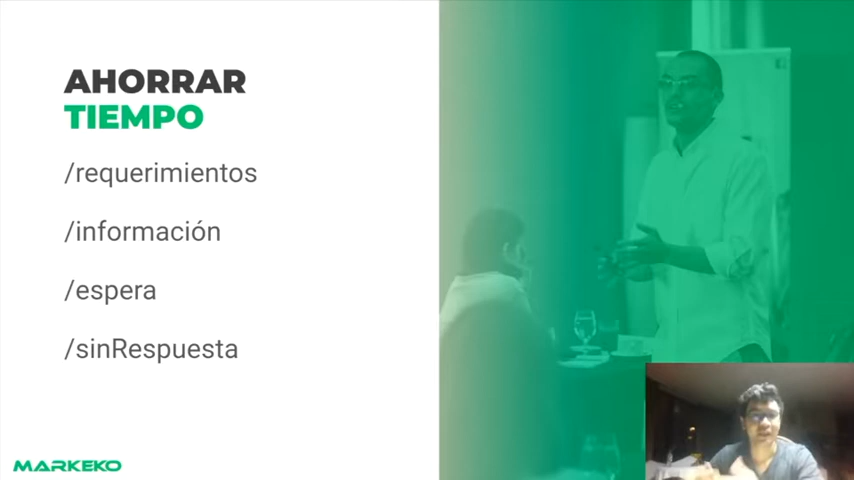 AHORRAR
TIEMPO
/requerimientos
/información
/espera
/sinRespuesta
MARKEKO